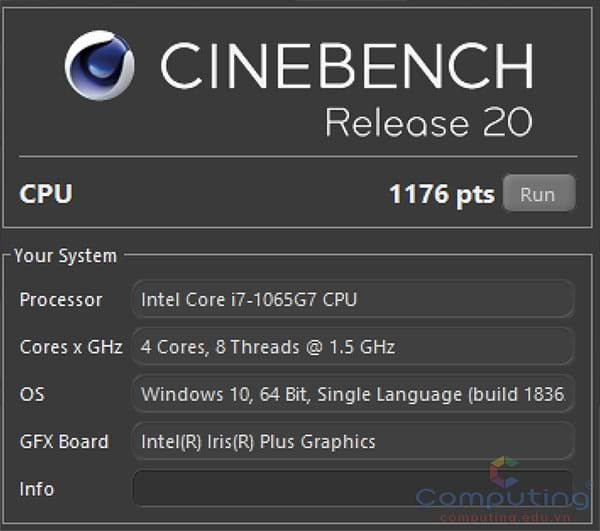 CINEBENCH
Release 20
CPU 1176 pts Run
Your System
Processor Intel Core i7-1065G7 CPU
Cores x GHz 4 Cores, 8 Threads @ 1.5 GHz
OS Windows 10, 64 Bit, Single Language (build 1836
GFX Board Intel(R) Iris(R) Plus Graphics
Info
Computing
computing.edu.vn